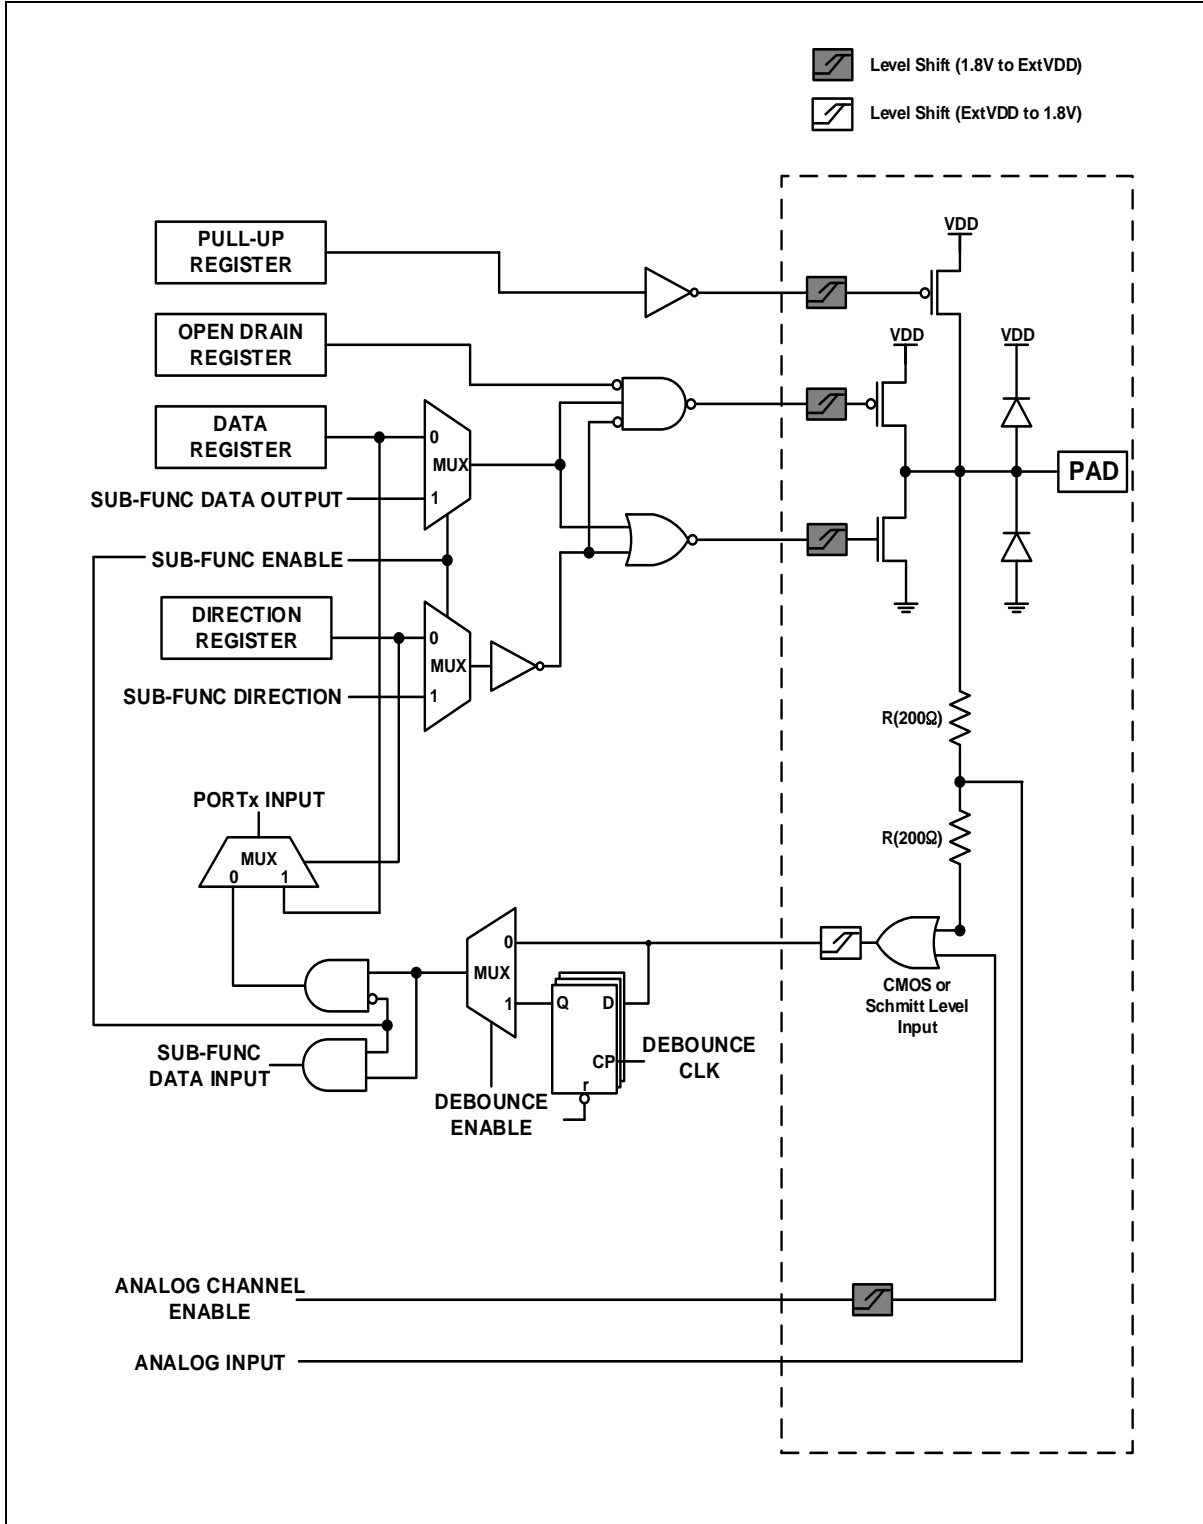 Level Shift (1.8V to ExtVDD)
Level Shift (ExtVDD to 1.8V)
VDD
PULL-UP
REGISTER
OPEN DRAIN
REGISTER
VDD
VDD
DATA
REGISTER
0
MUX
1
SUB-FUNC DATA OUTPUT
PAD
SUB-FUNC ENABLE
DIRECTION
REGISTER
0
MUX
1
SUB-FUNC DIRECTION
R(200Ω)
PORTx INPUT
MUX
0 1
R(200Ω)
0
MUX
1
Q D
CP
r
CMOS or
Schmitt Level
Input
DEBOUNCE
CLK
SUB-FUNC
DATA INPUT
DEBOUNCE
ENABLE
ANALOG CHANNEL
ENABLE
ANALOG INPUT